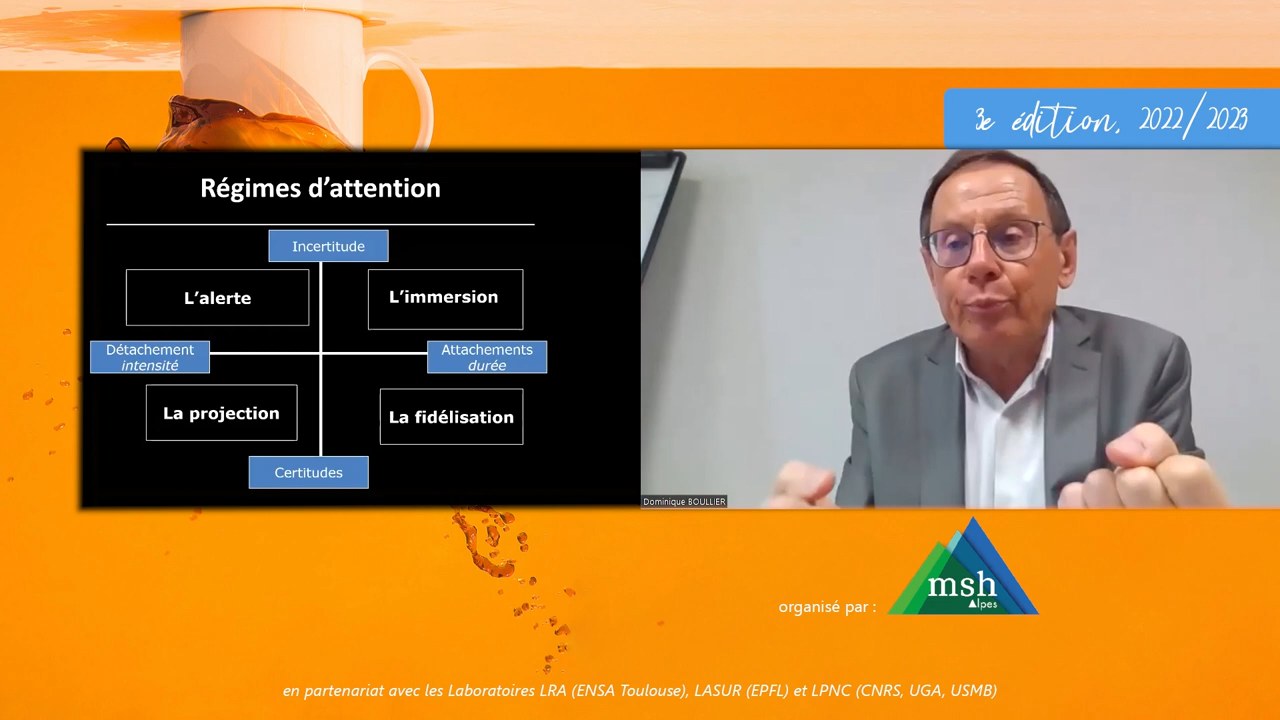 3e édition, 2022/2023
Régimes d’attention
Incertitude
L’alerte
L’immersion
Détachement
intensité
Attachements
durée
La projection
La fidélisation
Certitudes
Dominique BOULLIER
organisé par :
msh
Alpes
en partenariat avec les Laboratoires LRA (ENSA Toulouse), LASUR (EPFL) et LPNC (CNRS, UGA, USMB)